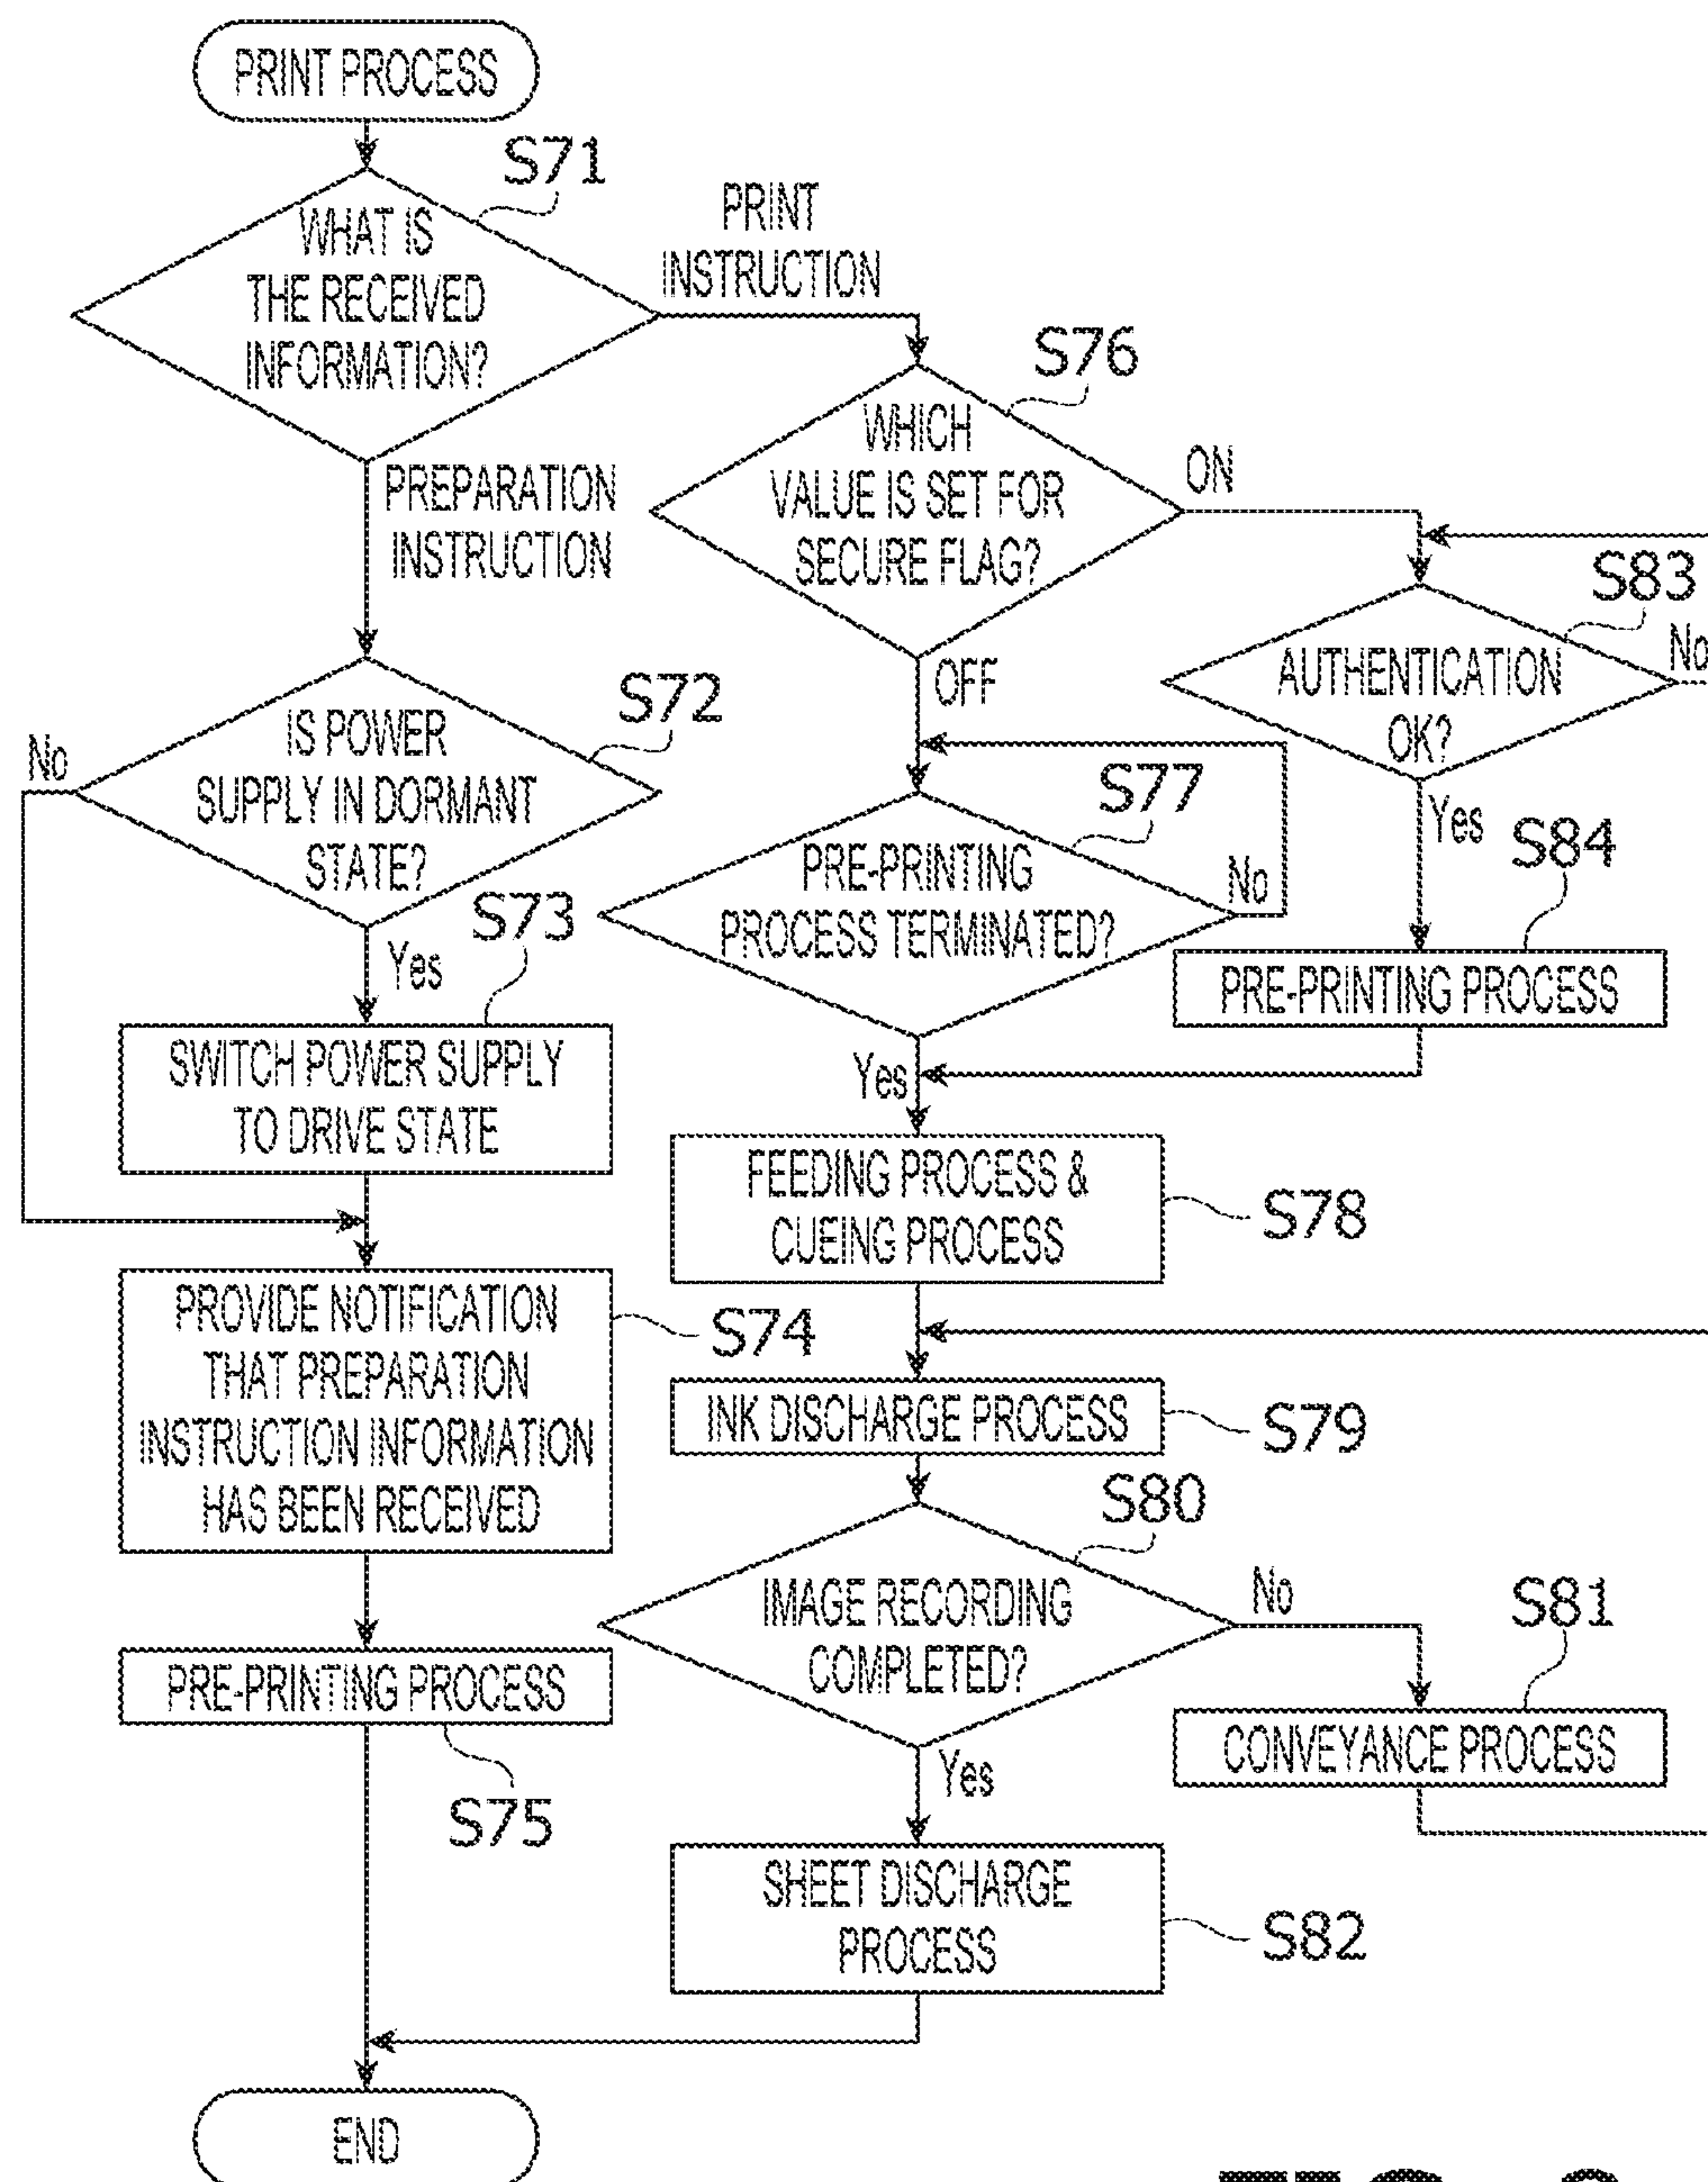 PRINT PROCESS
S71
WHAT IS
THE RECEIVED
INFORMATION?
PRINT
INSTRUCTION
PREPARATION
INSTRUCTION
S76
WHICH
VALUE IS SET FOR
SECURE FLAG?
ON
OFF
S83
AUTHENTICATION
OK?
No
Yes
S72
IS POWER
SUPPLY IN DORMANT
STATE?
No
Yes
S77
PRE-PRINTING
PROCESS TERMINATED?
No
Yes
S84
PRE-PRINTING PROCESS
S73
SWITCH POWER SUPPLY
TO DRIVE STATE
FEEDING PROCESS &
CUEING PROCESS
S78
PROVIDE NOTIFICATION
THAT PREPARATION
INSTRUCTION INFORMATION
HAS BEEN RECEIVED
S74
INK DISCHARGE PROCESS
S79
S80
IMAGE RECORDING
COMPLETED?
No
Yes
S81
CONVEYANCE PROCESS
PRE-PRINTING PROCESS
S75
SHEET DISCHARGE
PROCESS
S82
END